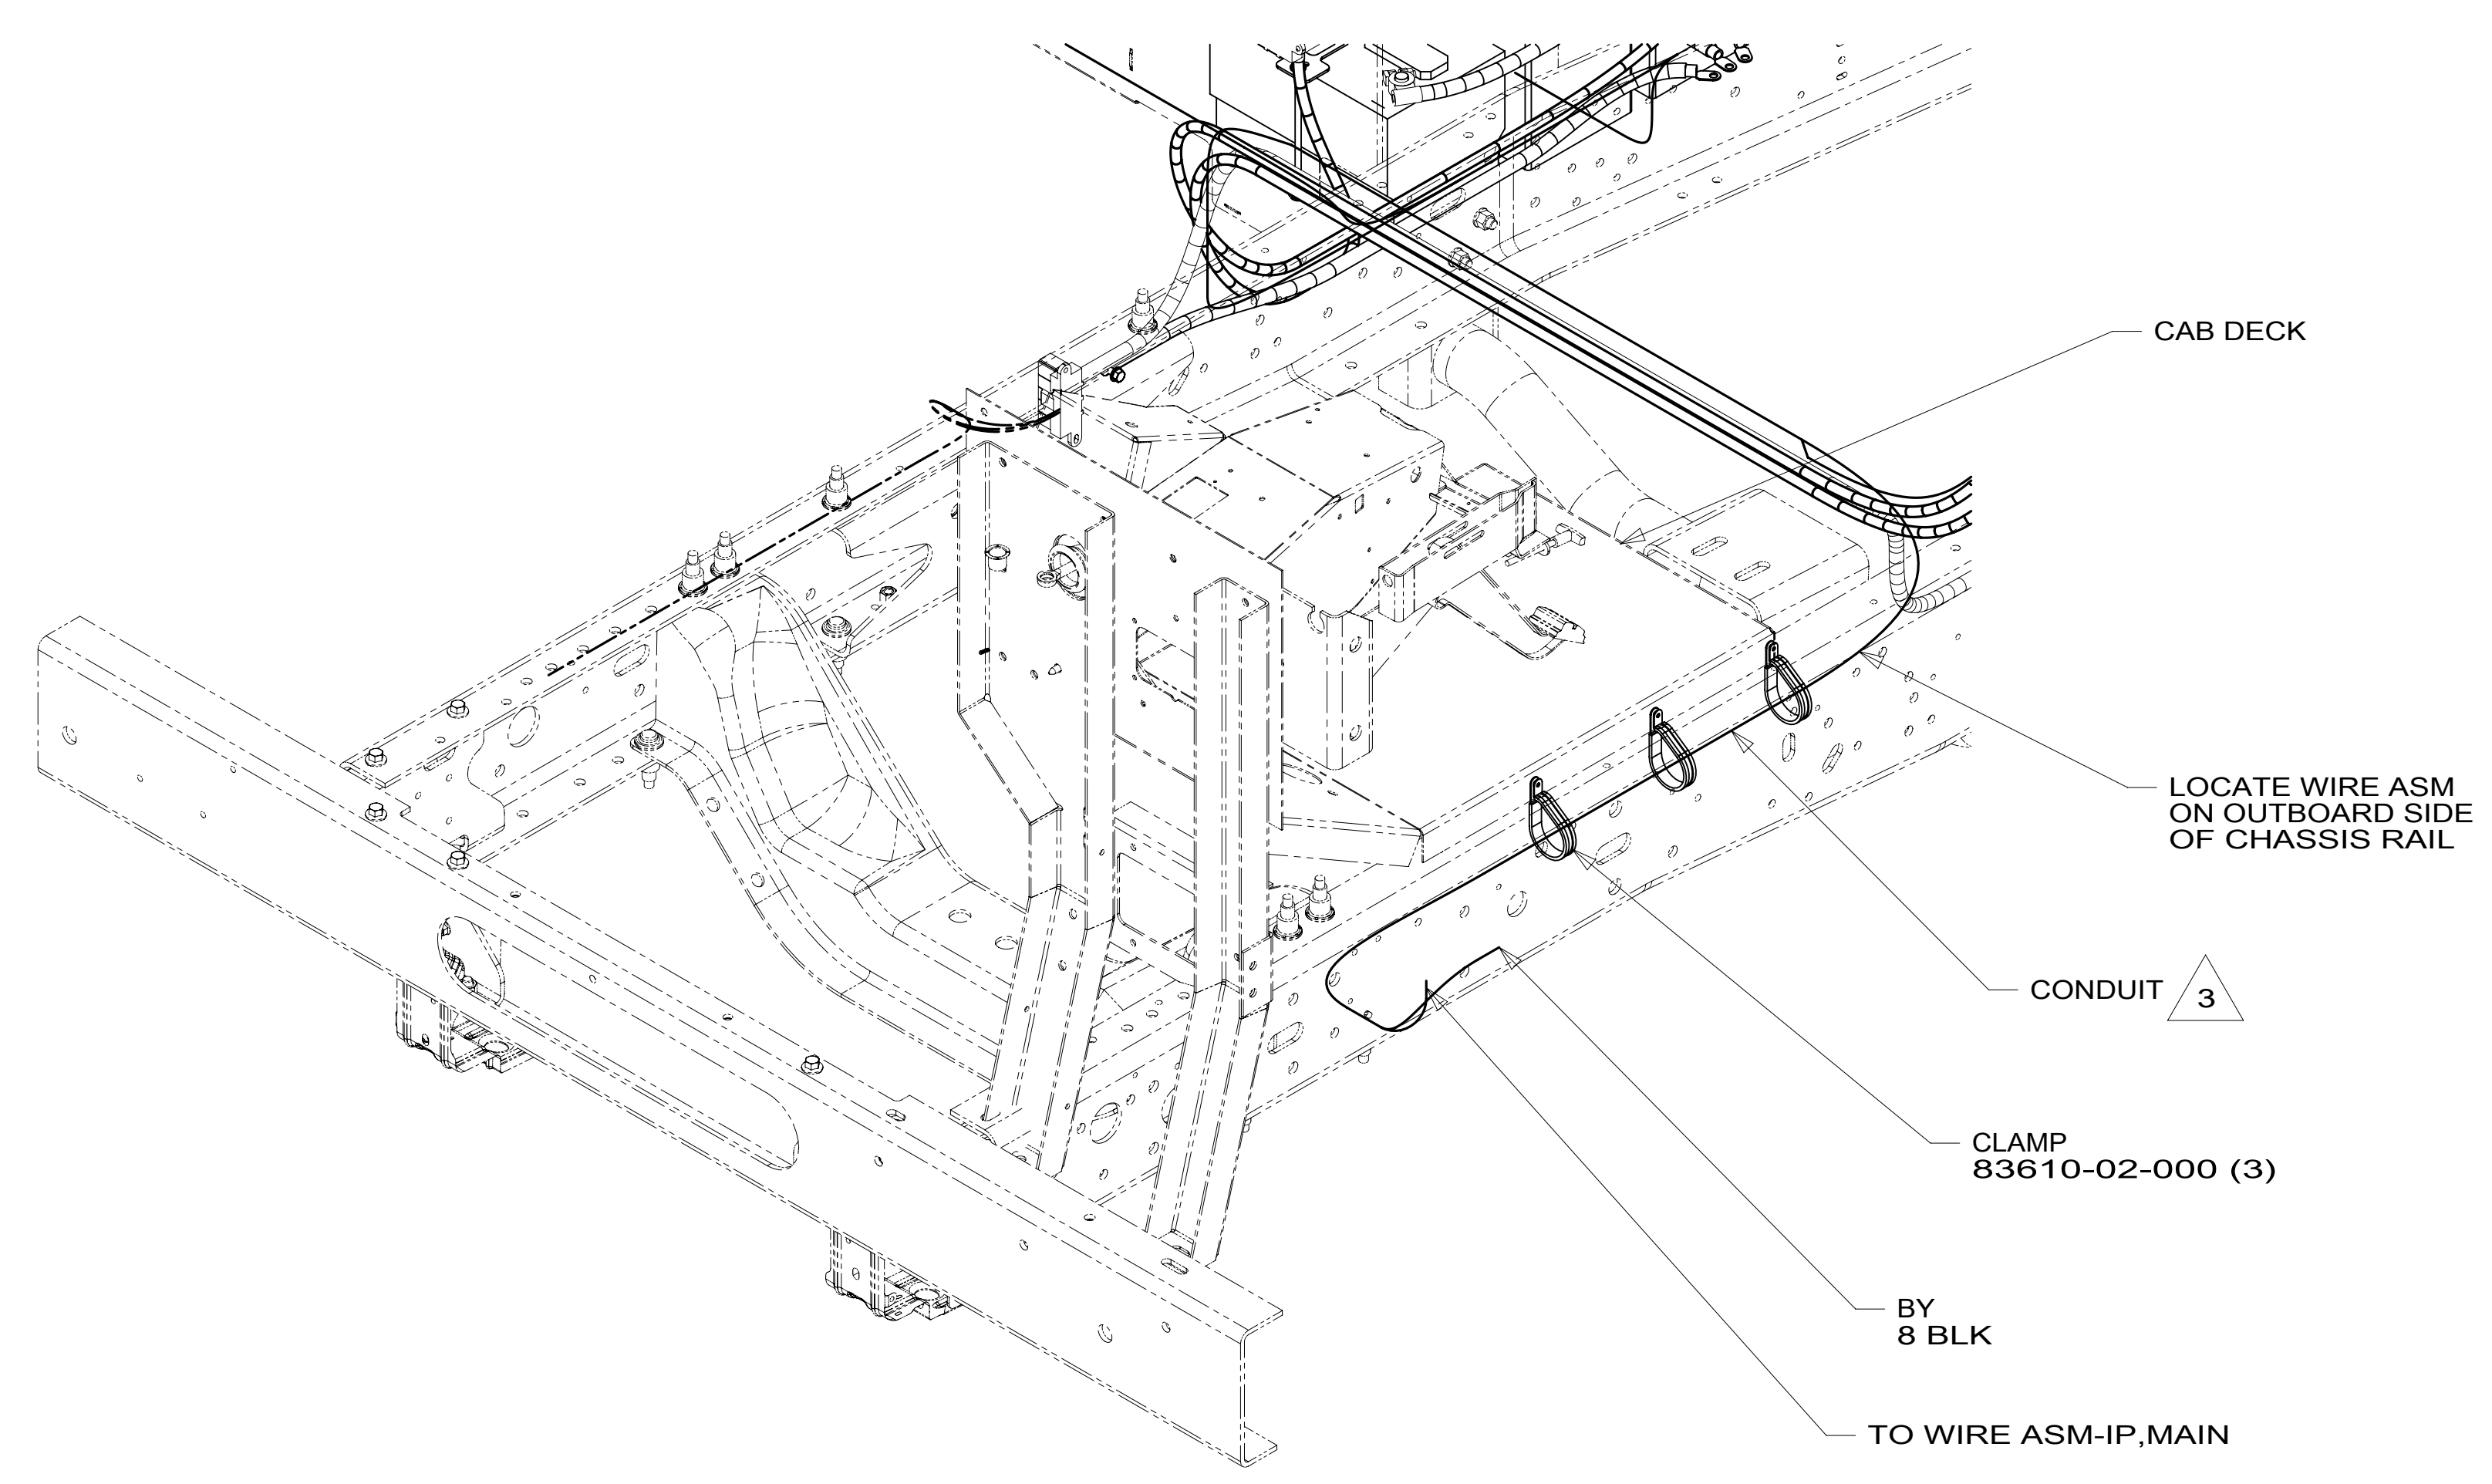 CAB DECK
LOCATE WIRE ASM
ON OUTBOARD SIDE
OF CHASSIS RAIL
CONDUIT 3
CLAMP
83610-02-000 (3)
BY
8 BLK
TO WIRE ASM-IP,MAIN